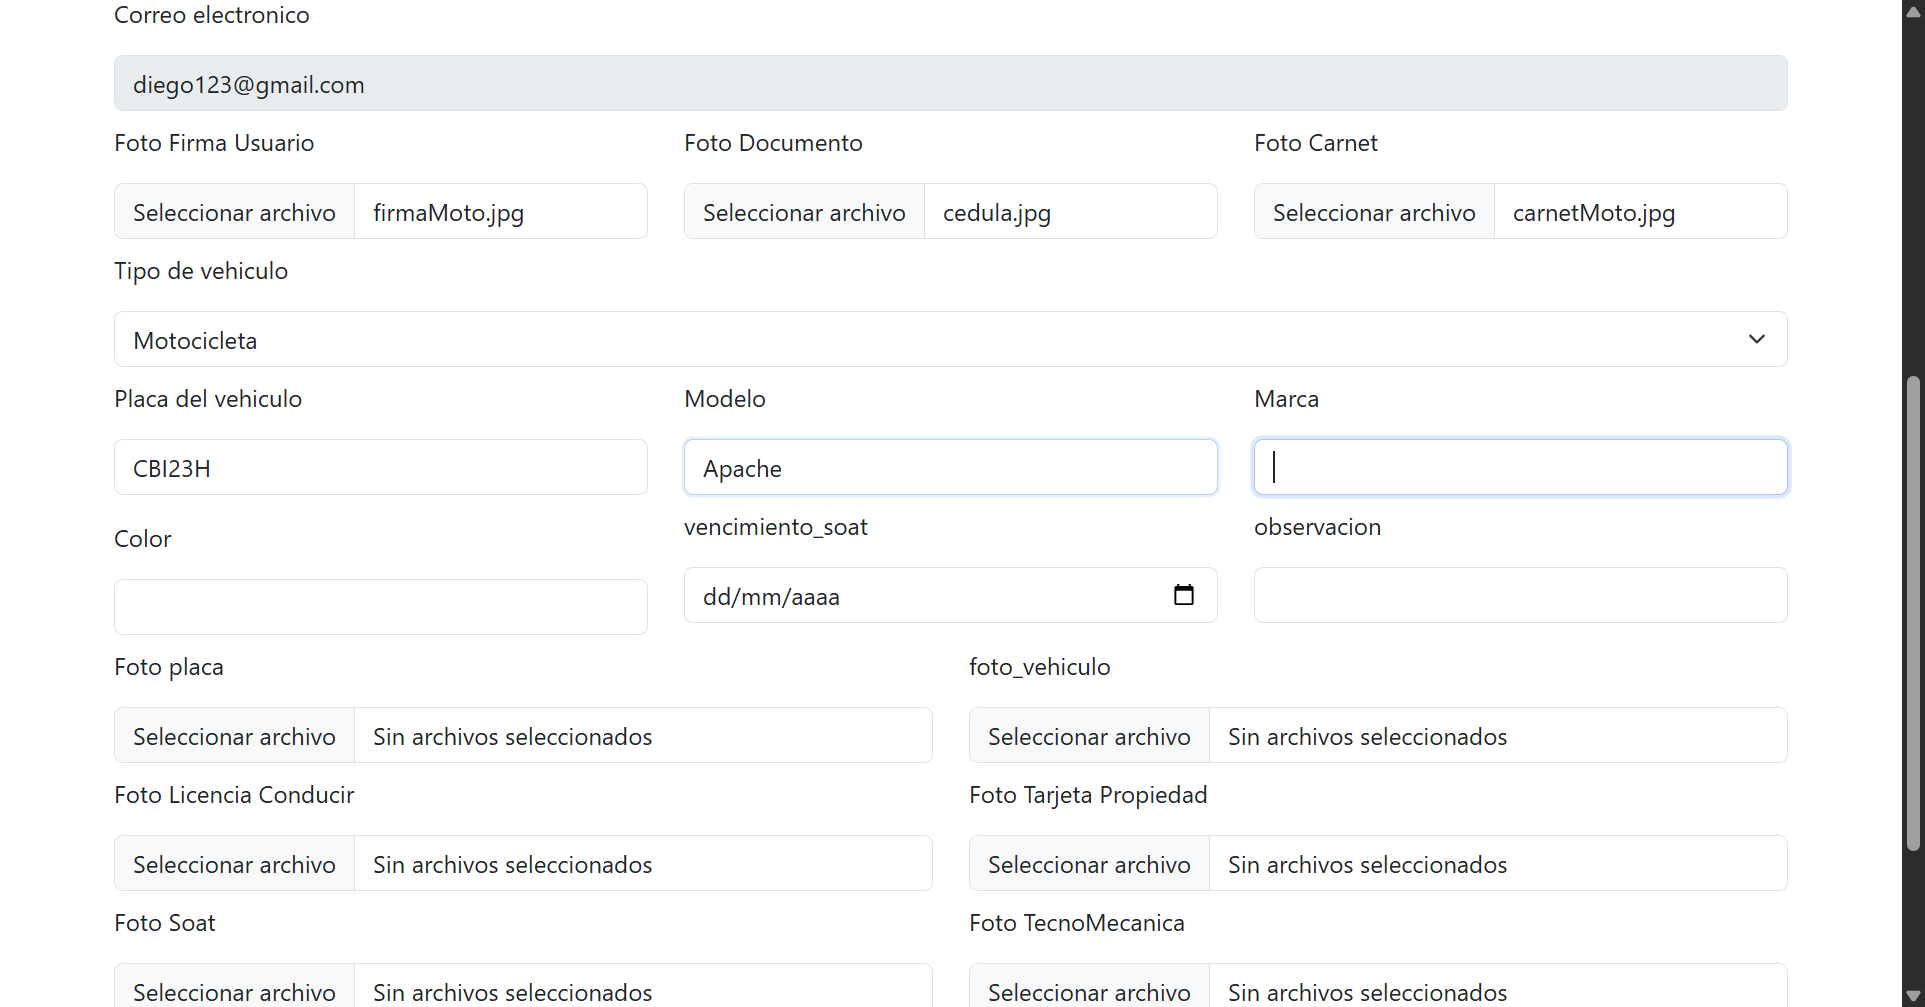 Correo electronico
diego123@gmail.com
Foto Firma Usuario
Foto Documento
Foto Carnet
Seleccionar archivo firmaMoto.jpg
Seleccionar archivo cedula.jpg
Seleccionar archivo carnetMoto.jpg
Tipo de vehiculo
Motocicleta
Placa del vehiculo
Modelo
Marca
CBI23H
Apache
Color
vencimiento_soat
observacion
dd/mm/aaaa
Foto placa
foto_vehiculo
Seleccionar archivo Sin archivos seleccionados
Seleccionar archivo Sin archivos seleccionados
Foto Licencia Conducir
Foto Tarjeta Propiedad
Seleccionar archivo Sin archivos seleccionados
Seleccionar archivo Sin archivos seleccionados
Foto Soat
Foto TecnoMecanica
Seleccionar archivo Sin archivos seleccionados
Seleccionar archivo Sin archivos seleccionados